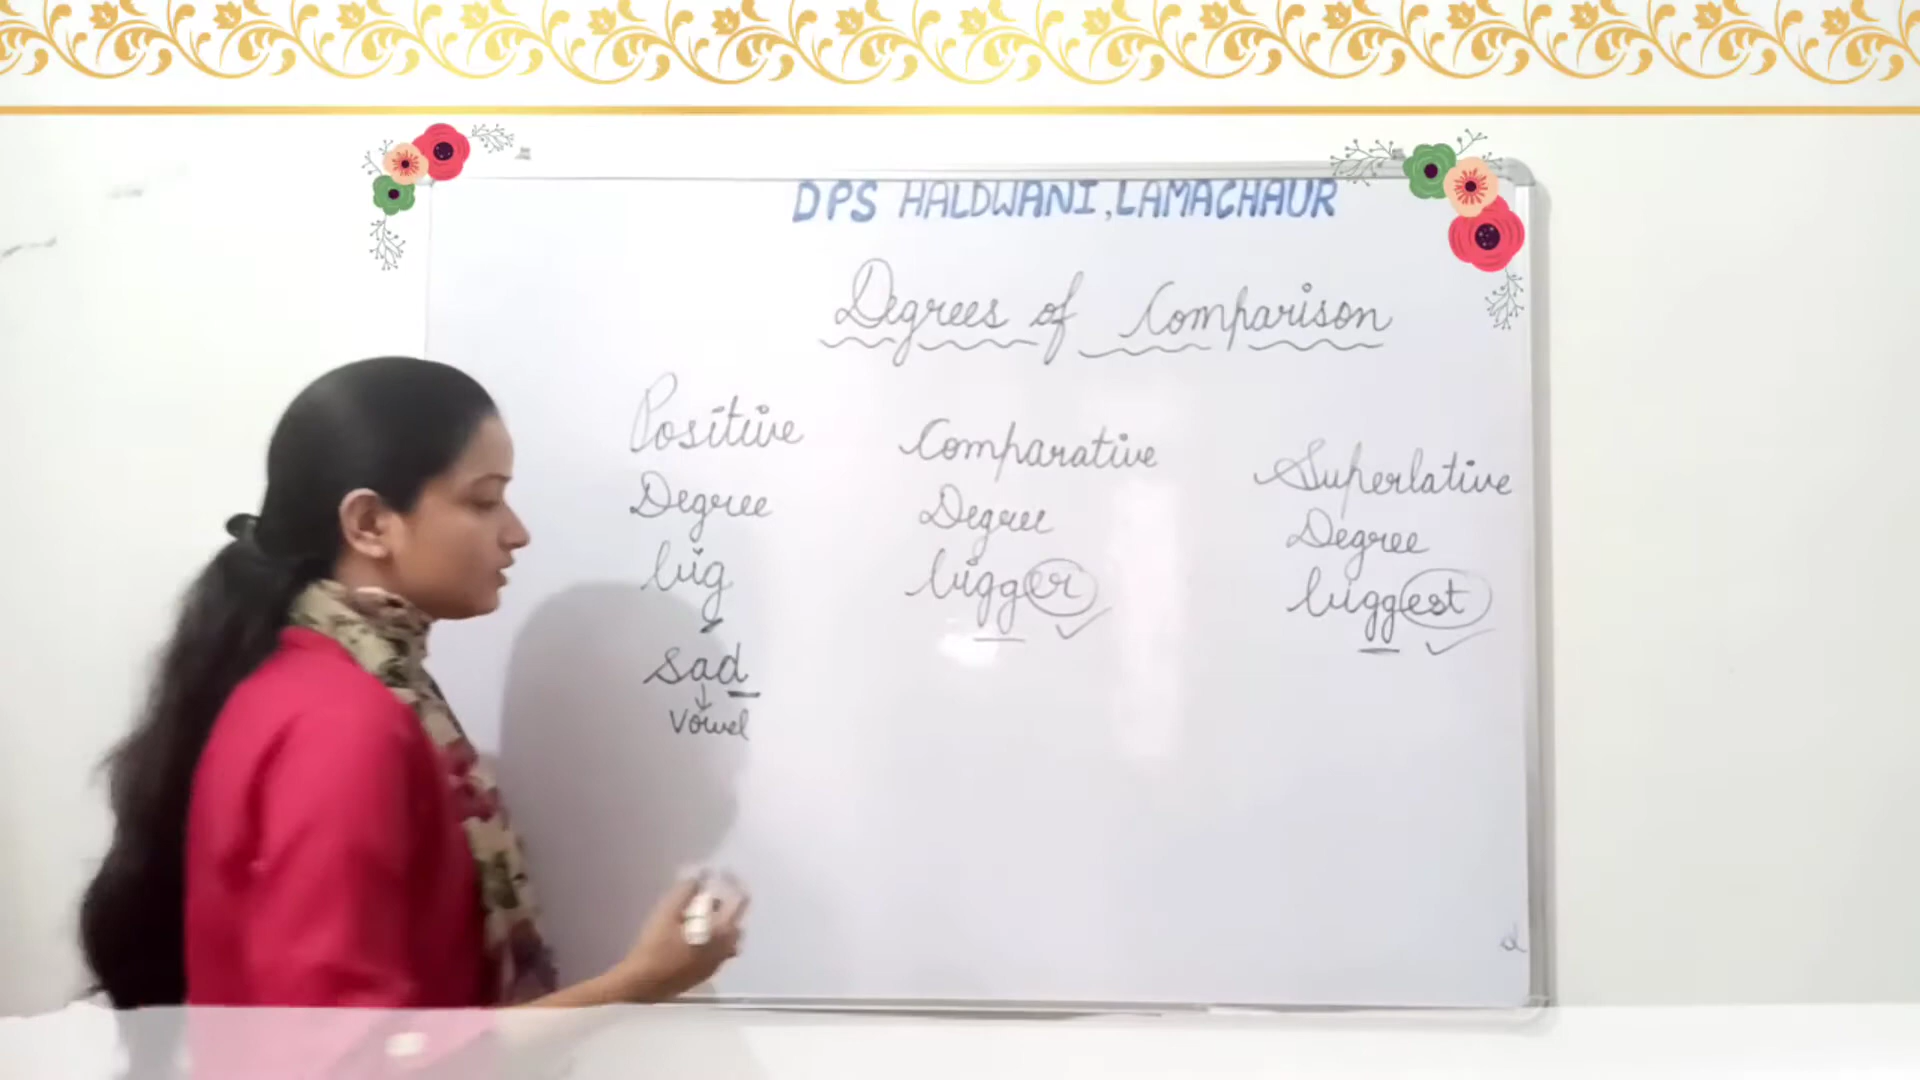 DPS HALDWANI, LAMACHAUR
Degrees of Comparison
Positive Degree
Comparative Degree
Superlative Degree
big
bigger
biggest
sad
Vowel
d